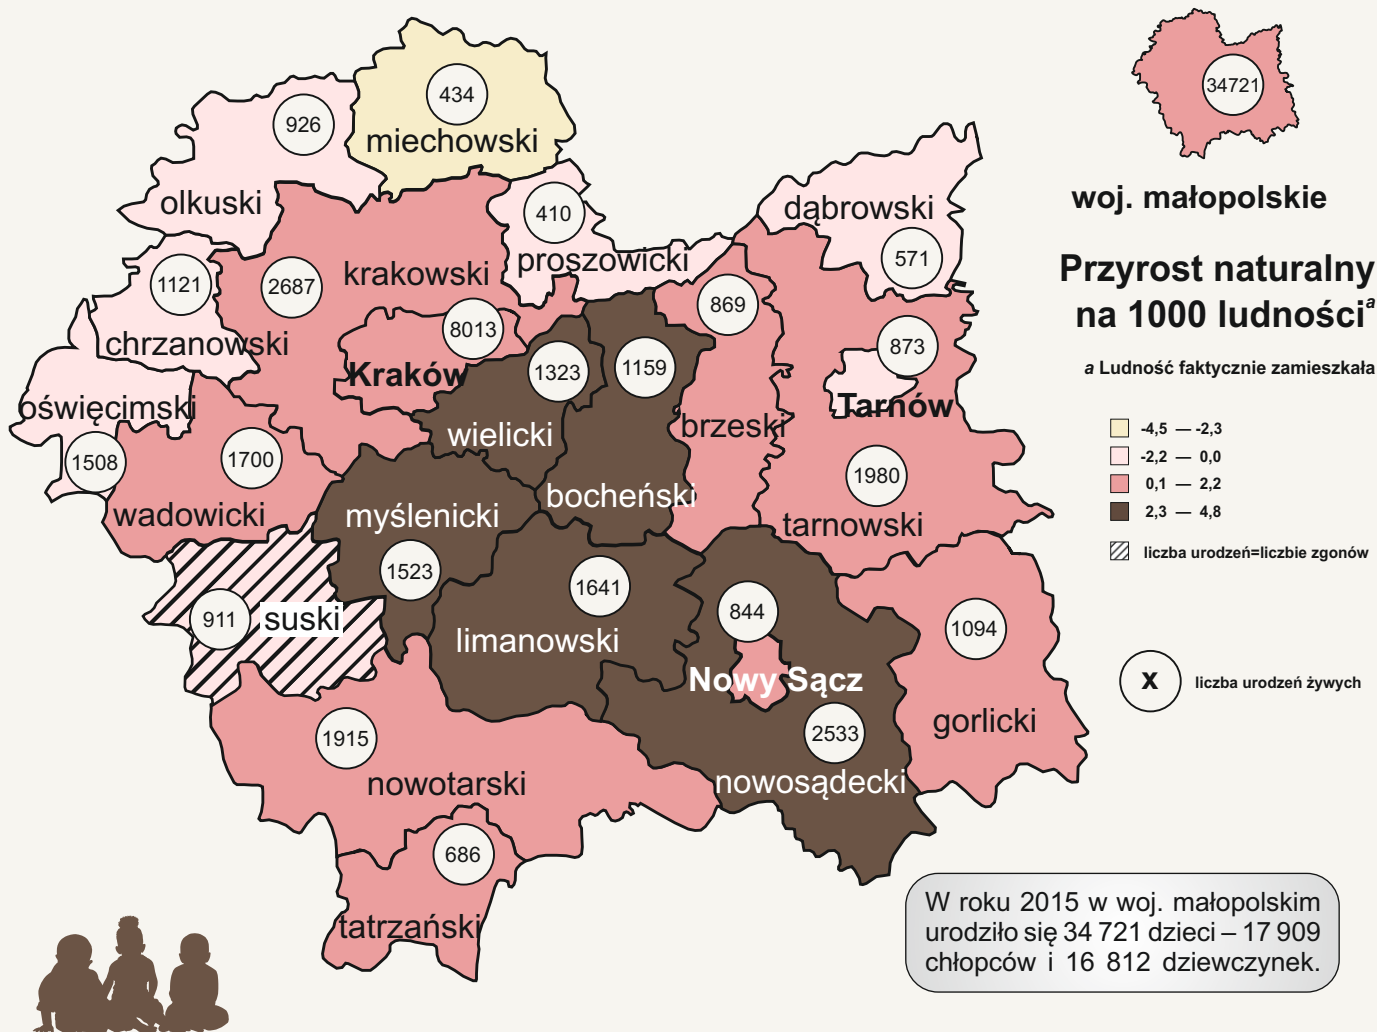 434
miechowski
926
olkuski
410
proszowicki
dąbrowski
571
1121
chrzanowski
2687
krakowski
8013
Kraków
869
brzeski
873
Tarnów
1323
wielicki
1159
bocheński
oświęcimski
1508
1700
wadowicki
1980
tarnowski
myślenicki
1523
1641
limanowski
911
suski
844
Nowy Sącz
2533
nowosądecki
1094
gorlicki
1915
nowotarski
686
tatrzański
34721
woj. małopolskie
Przyrost naturalny
na 1000 ludności a
a Ludność faktycznie zamieszkała
-4,5 — -2,3
-2,2 — 0,0
0,1 — 2,2
2,3 — 4,8
liczba urodzeń=liczbie zgonów
x liczba urodzeń żywych
W roku 2015 w woj. małopolskim
urodziło się 34 721 dzieci – 17 909
chłopców i 16 812 dziewczynek.